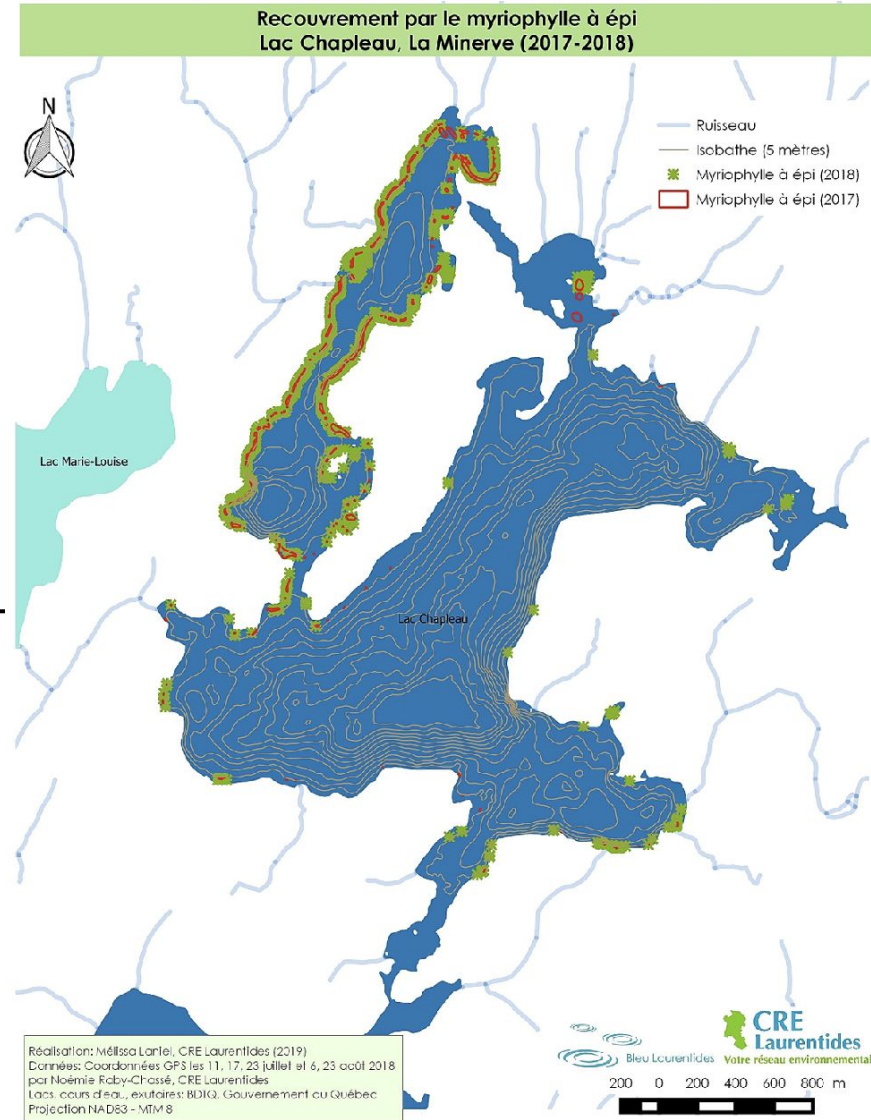 Recouvrement par le myriophylle à épi
Lac Chapleau, La Minerve (2017-2018)
N
Ruisseau
Isobathe (5 mètres)
Myriophylle à épi (2018)
Myriophylle à épi (2017)
Lac Marie-Louise
Lac Chapleau
Réalisation: Mélissa Laniel, CRE Laurentides (2019)
Données: Coordonnées GPS les 11, 17, 23 juillet et 6, 23 août 2018
par Noémie Roby-Chassé, CRE Laurentides
Lacs, cours d'eau, exutoires: BDTQ, Gouvernement du Québec
Projection NAD83 - MTM 8
Bleu Laurentides
CRE
Laurentides
Votre réseau environnemental
200 0 200 400 600 800 m